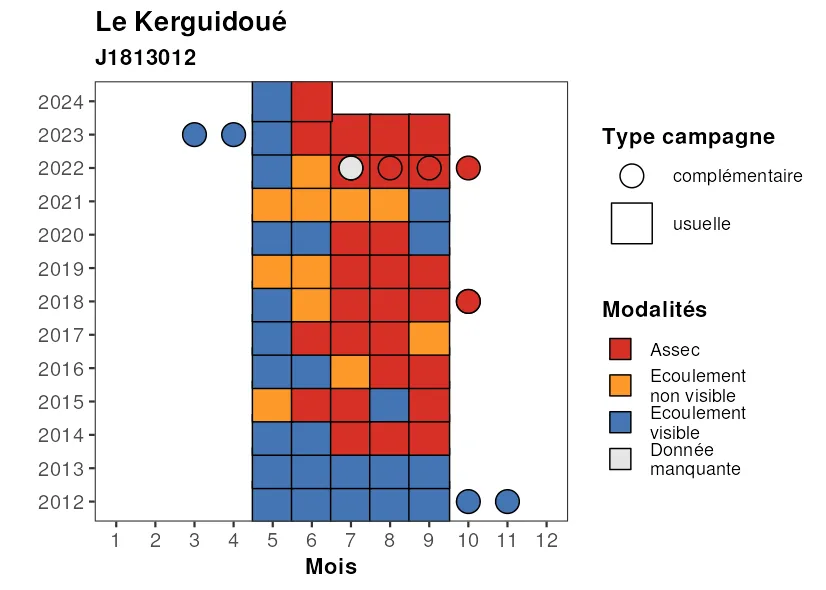 Le Kerguidoué
J1813012
2024
2023
2022
2021
2020
2019
2018
2017
2016
2015
2014
2013
2012
1 2 3 4 5 6 7 8 9 10 11 12
Mois
Type campagne
complémentaire
usuelle
Modalités
Assec
Ecoulement
non visible
Ecoulement
visible
Donnée
manquante